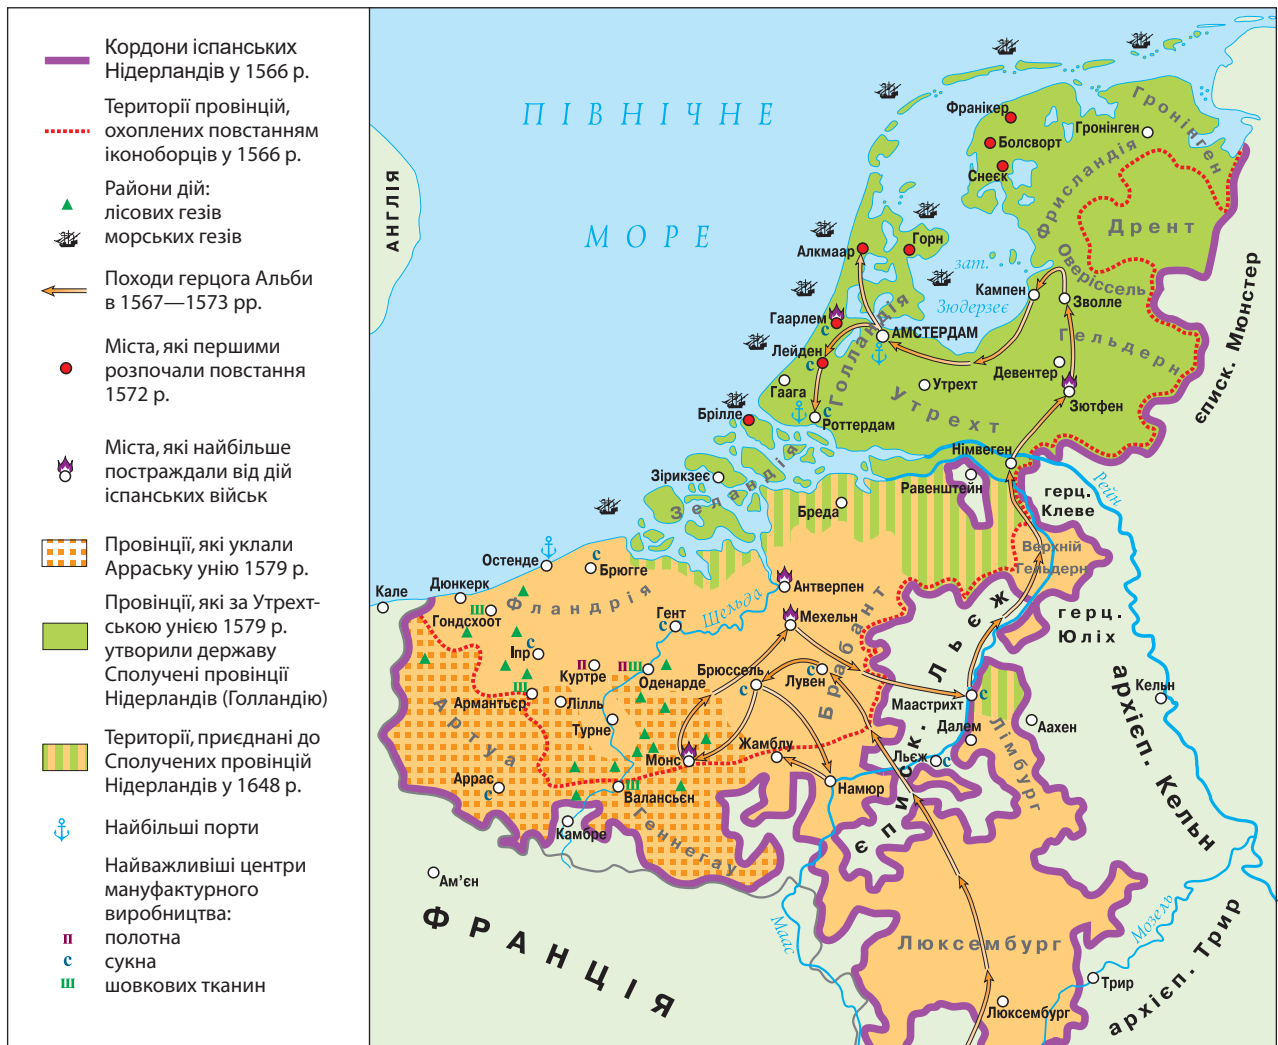 Кордони іспанських
Нідерландів у 1566 р.
Території провінцій,
охоплених повстанням
іконоборців у 1566 р.
Райони дій:
лісових гезів
морських гезів
Походи герцога Альби
в 1567—1573 рр.
Міста, які першими
розпочали повстання
1572 р.
Міста, які найбільше
постраждали від дій
іспанських військ
Провінції, які уклали
Арраську унію 1579 р.
Провінції, які за Утрехт-
ською унією 1579 р.
утворили державу
Сполучені провінції
Нідерландів (Голландію)
Території, приєднані до
Сполучених провінцій
Нідерландів у 1648 р.
Найбільші порти
Найважливіші центри
мануфактурного
виробництва:
п полотна
с сукна
ш шовкових тканин
ПІВНІЧНЕ
МОРЕ
АНГЛІЯ
Франікер
Болсворт
Снеєк
Гронінген
Гронінген
Фрисландія
Дрент
Оверіссель
Алкмаар
Горн
зат.
Зюдерзеє
Кампен
Зволле
Гаарлем
с
АМСТЕРДАМ
Голландія
Гельдерн
Лейден
с
Гаага
Утрехт
Девентер
Зютфен
Утрехт
Брілле
с
Роттердам
Німвеген
єписк. Мюнстер
Зірикзеє
Зеландія
Бреда
Равенштейн
Рейн
герц.
Клеве
Верхній
Гельдерн
герц.
Юліх
Остенде
с
Брюгге
Кале
Дюнкерк
ш
Гондсхоот
Фландрія
Гент
с
Шельда
Антверпен
Мехельн
Брабант
Іпр
с
п
Куртре
п ш
Оденарде
Брюссель
с
с
Лувен
Маастрихт
с
ш
Армантьєр
Лілль
Турне
Артуа
Монс
Жамблу
Далем
Лімбург
Аахен
Кельн
архієп. Кельн
Льєж
с
єписк. Льєж
Аррас
с
ш
Валансьєн
Намюр
Камбре
Геннегау
Ам’єн
ФРАНЦІЯ
Маас
Люксембург
Люксембург
Мозель
Трир
архієп. Трир